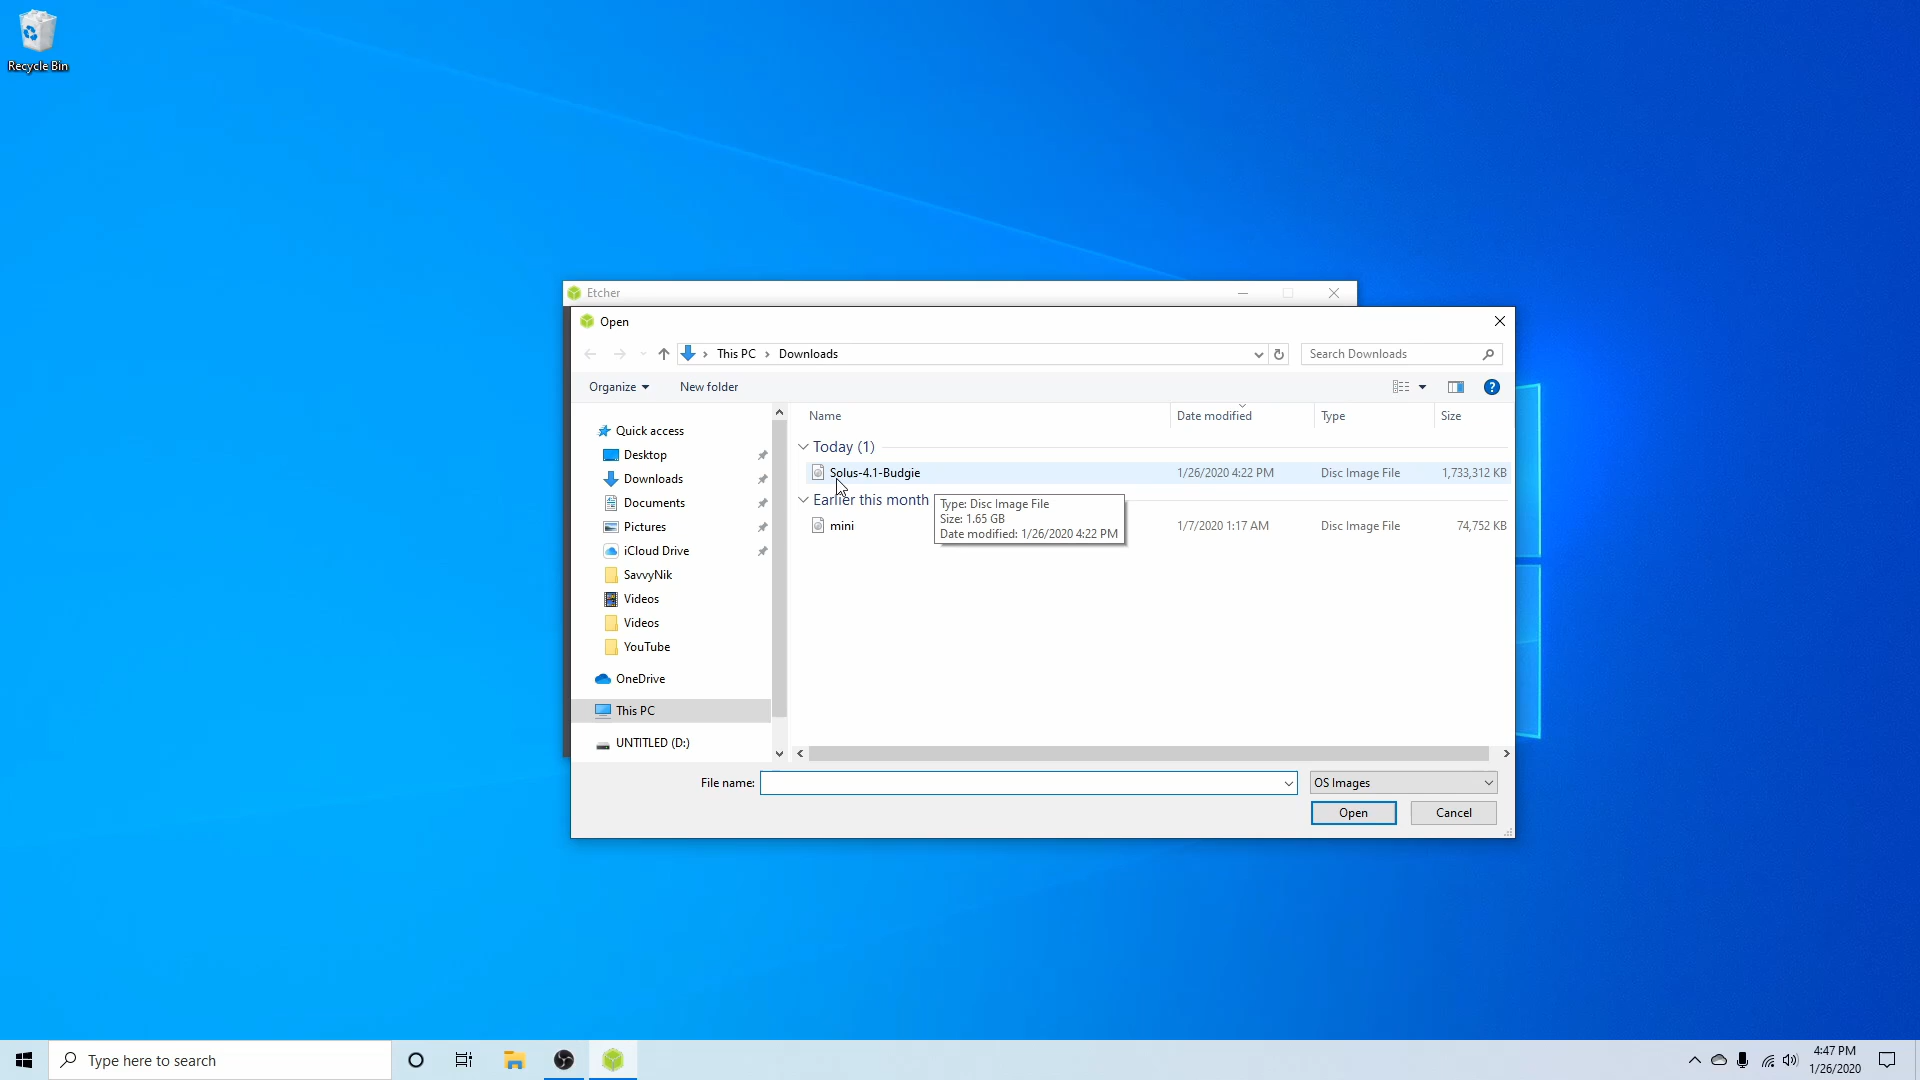 Recycle Bin
Etcher
Open
This PC
Downloads
Search Downloads
Organize
New folder
Name
Date modified
Type
Size
Quick access
Desktop
Downloads
Documents
Pictures
iCloud Drive
SavvyNik
Videos
Videos
YouTube
OneDrive
This PC
UNTITLED (D:)
Today (1)
Solus-4.1-Budgie
1/26/2020 4:22 PM
Disc Image File
1,733,312 KB
Earlier this month
mini
1/7/2020 1:17 AM
Disc Image File
74,752 KB
Type: Disc Image File
Size: 1.65 GB
Date modified: 1/26/2020 4:22 PM
File name:
OS Images
Open
Cancel
Type here to search
4:47 PM
1/26/2020